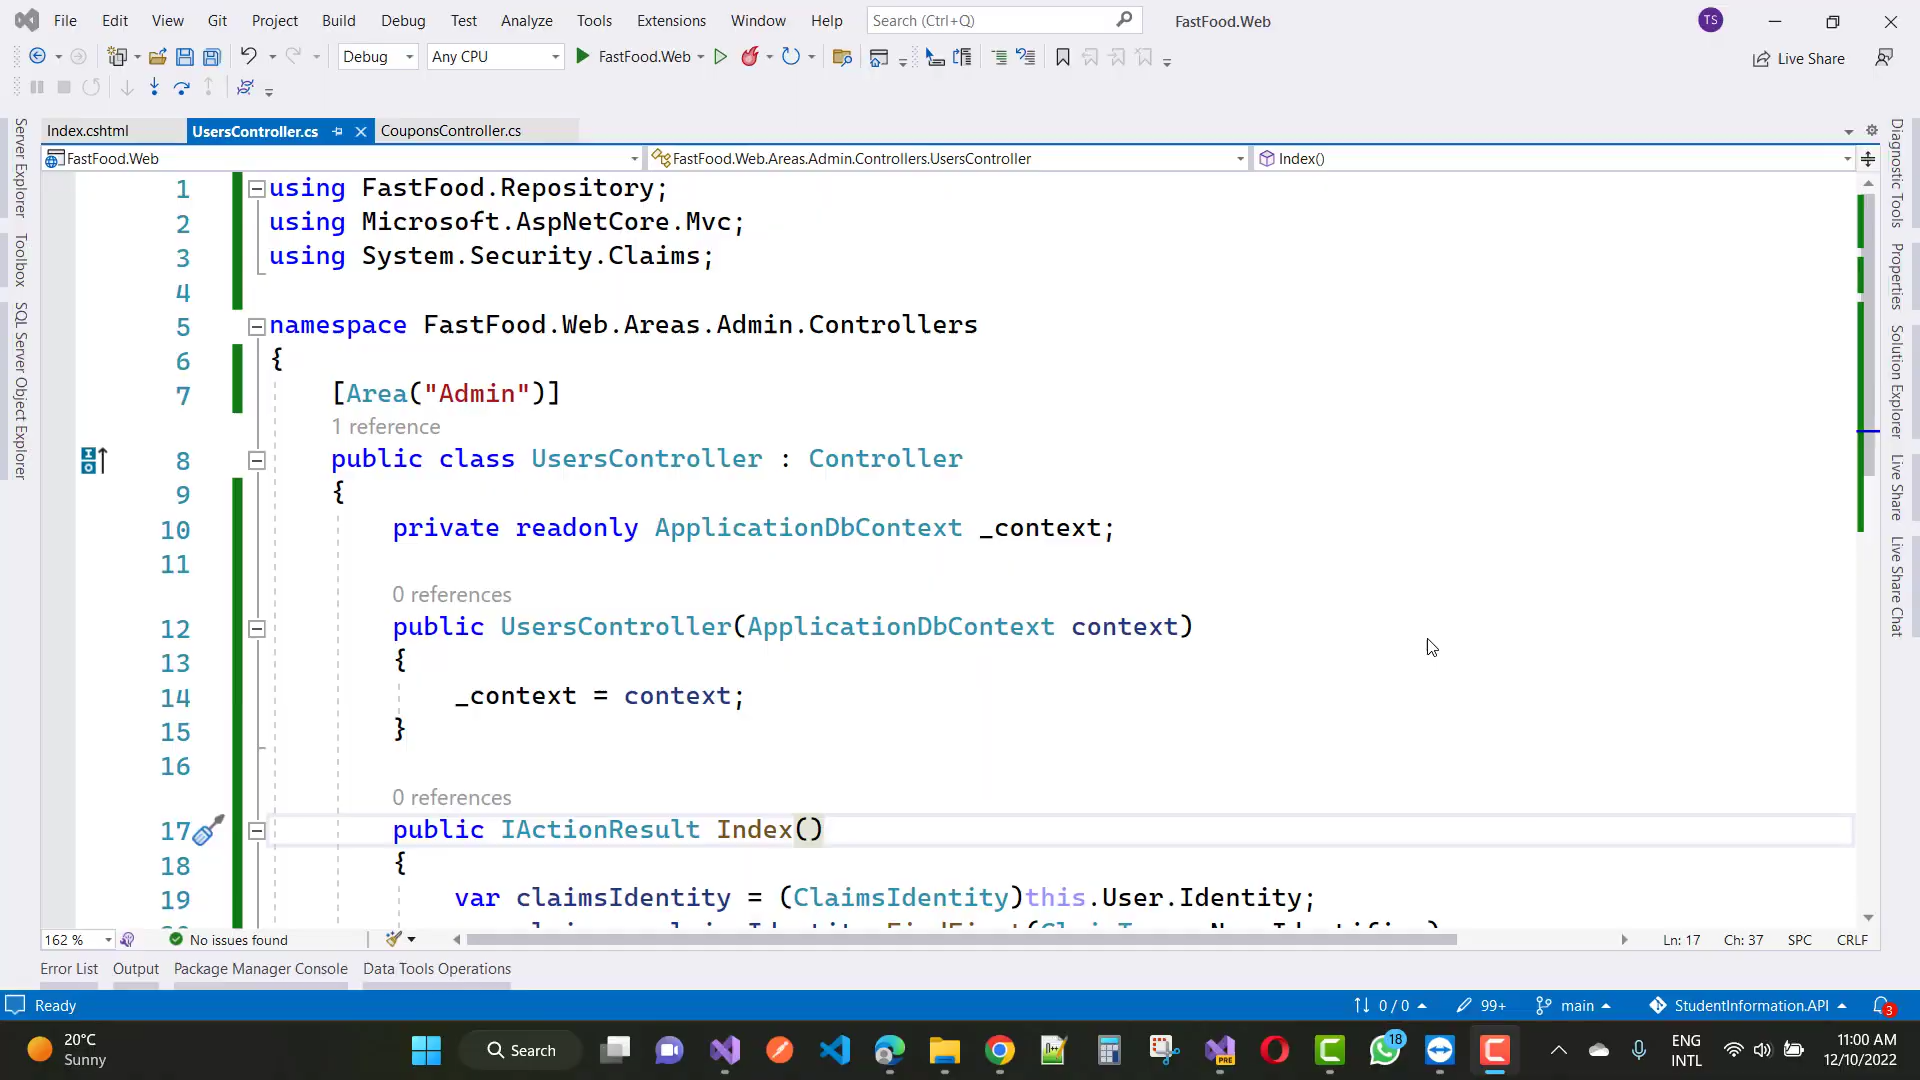 File Edit View Git Project Build Debug Test Analyze Tools Extensions Window Help Search (Ctrl+Q) FastFood.Web TS
Debug Any CPU FastFood.Web Live Share
Index.cshtml UsersController.cs CouponsController.cs
FastFood.Web FastFood.Web.Areas.Admin.Controllers.UsersController Index()
Server Explorer
Toolbox
SQL Server Object Explorer
1 using FastFood.Repository;
2 using Microsoft.AspNetCore.Mvc;
3 using System.Security.Claims;
4
5 namespace FastFood.Web.Areas.Admin.Controllers
6 {
7 [Area("Admin")]
1 reference
8 public class UsersController : Controller
9 {
10 private readonly ApplicationDbContext _context;
11
0 references
12 public UsersController(ApplicationDbContext context)
13 {
14 _context = context;
15 }
16
0 references
17 public IActionResult Index()
18 {
19 var claimsIdentity = (ClaimsIdentity)this.User.Identity;
Diagnostic Tools
Properties
Solution Explorer
Live Share
Live Share Chat
162 % No issues found Ln: 17 Ch: 37 SPC CRLF
Error List Output Package Manager Console Data Tools Operations
Ready 0 / 0 99+ main StudentInformation.API 3
20°C
Sunny
Search
PRE
18
ENG
INTL
11:00 AM
12/10/2022